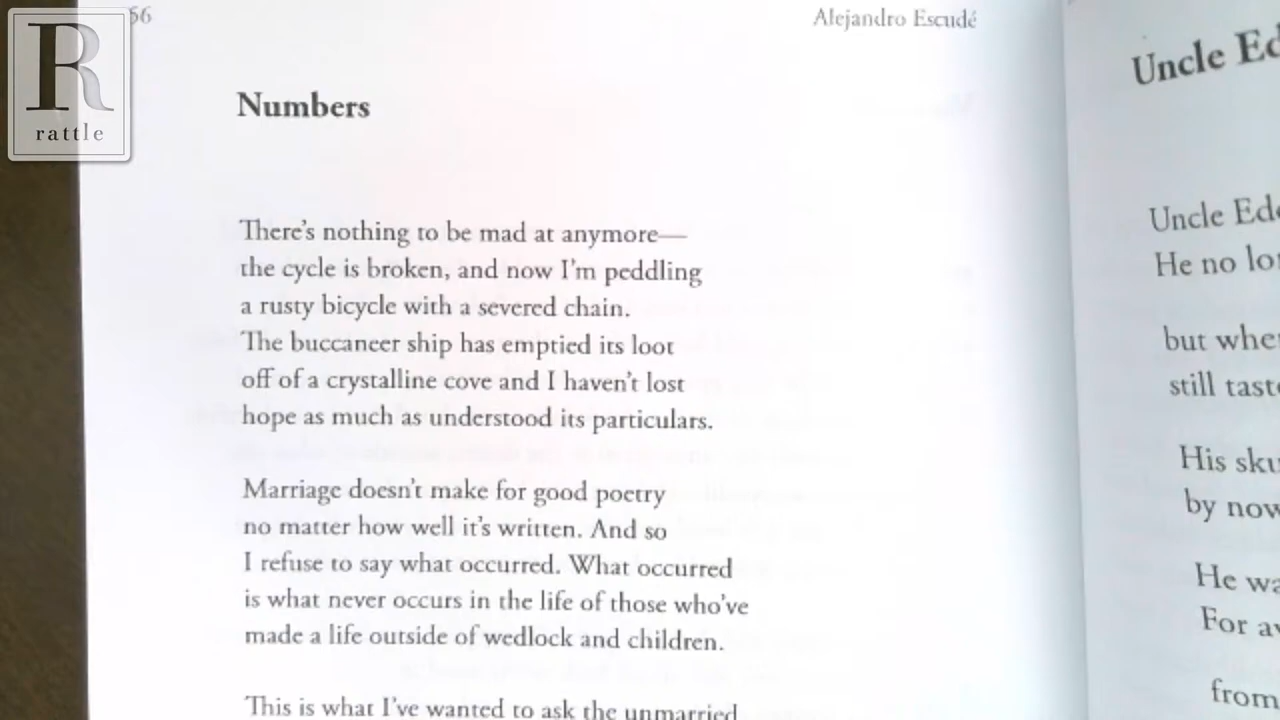 R
rattle
56
Alejandro Escudé
Numbers
There's nothing to be mad at anymore—
the cycle is broken, and now I'm peddling
a rusty bicycle with a severed chain.
The buccaneer ship has emptied its loot
off of a crystalline cove and I haven't lost
hope as much as understood its particulars.
Marriage doesn't make for good poetry
no matter how well it's written. And so
I refuse to say what occurred. What occurred
is what never occurs in the life of those who've
made a life outside of wedlock and children.
This is what I've wanted to ask the unmarried
Uncle Ed
Uncle Ed
He no
but
still
His
by now
He
For
from